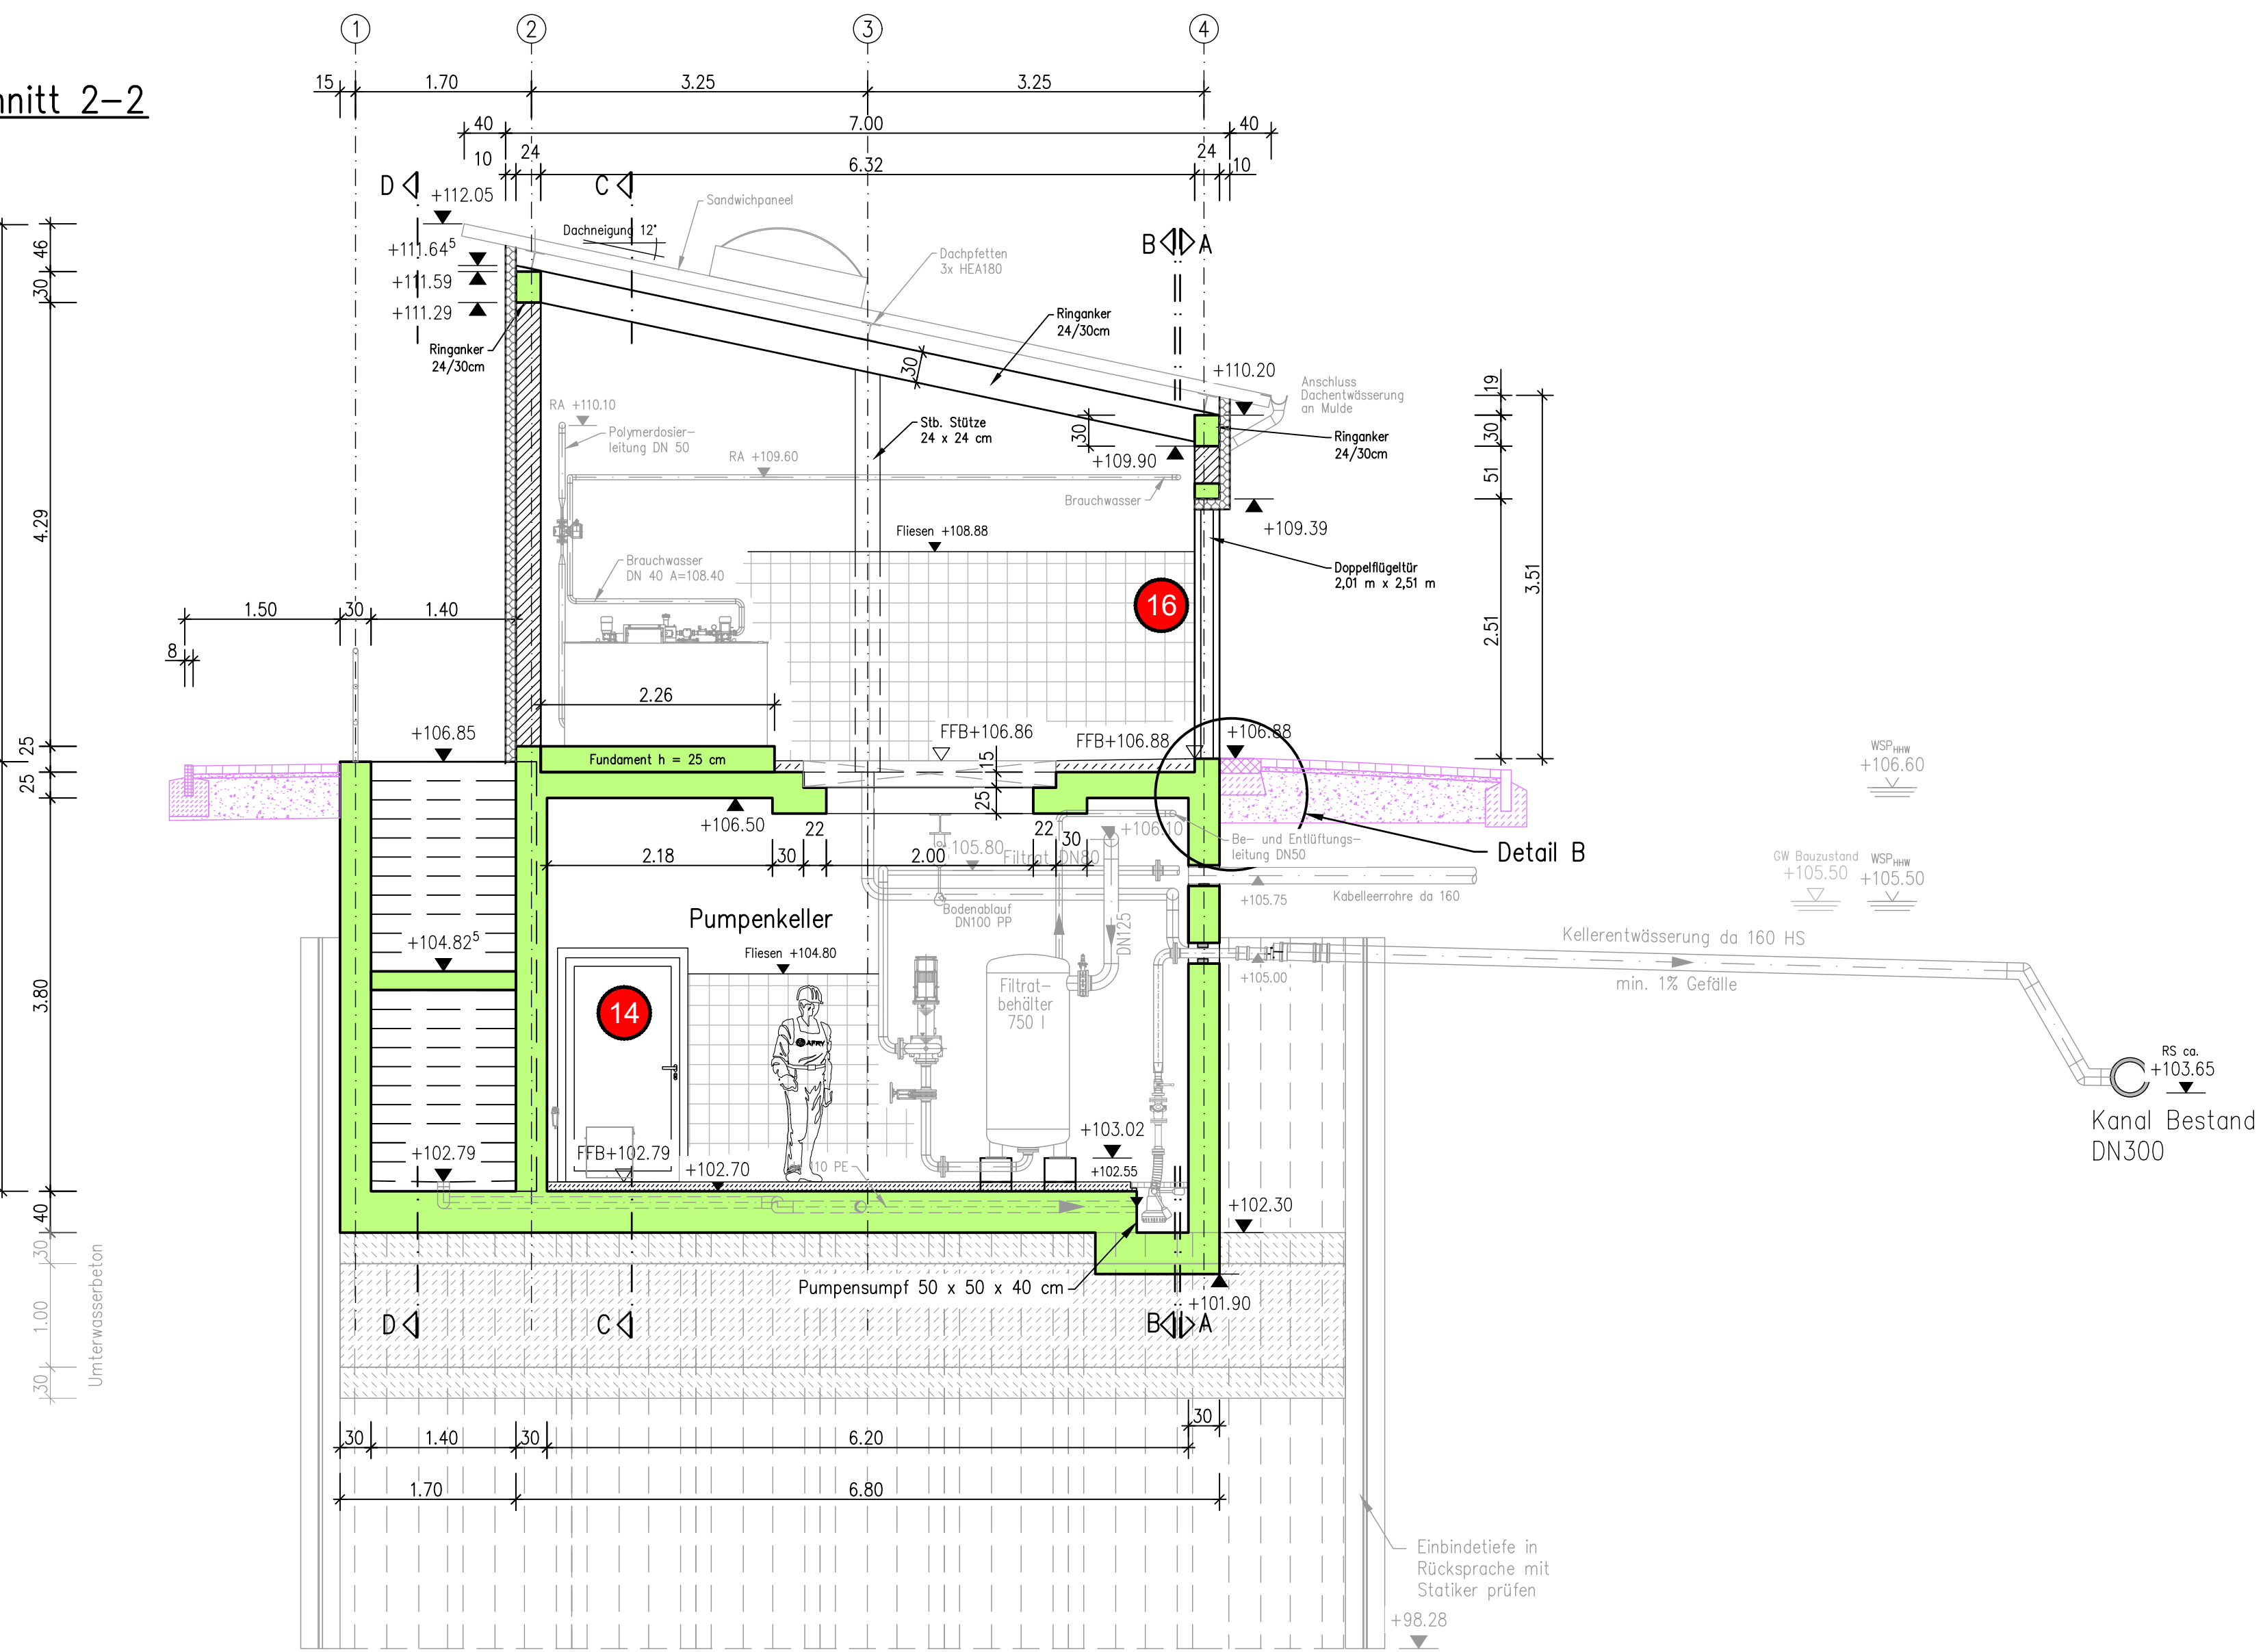 1
2
3
4
nnitt 2-2
15
1.70
3.25
3.25
40
7.00
40
10
24
6.32
24
10
D
C
+112.05
Sandwichpaneel
Dachneigung 12°
B
A
+111.64⁵
Dachpfetten
3x HEA180
46
+111.59
30
+111.29
Ringanker
24/30cm
Ringanker
24/30cm
30
+110.20
Anschluss
Dachentwässerung
an Mulde
19
RA +110.10
Polymerdosier-
leitung DN 50
Stb. Stütze
24 x 24 cm
30
30
Ringanker
24/30cm
RA +109.60
+109.90
51
Brauchwasser
4.29
+109.39
Fliesen +108.88
Brauchwasser
DN 40 A=108.40
Doppelflügeltür
2,01 m x 2,51 m
3.51
16
1.50
30
1.40
2.51
8
2.26
+106.85
FFB+106.86
FFB+106.88
+106.88
25
Fundament h = 25 cm
15
WSPHHW
+106.60
25
25
+106.50
22
22
30
+106.10
Be- und Entlüftungs-
leitung DN50
Detail B
2.18
30
105.80
Filtrat DN80
2.00
GW Bauzustand
+105.50
WSPHHW
+105.50
+105.75
Kabelleerrohre da 160
Pumpenkeller
Bodenablauf
DN100 PP
DN125
+104.82⁵
Fliesen +104.80
Kellerentwässerung da 160 HS
+105.00
min. 1% Gefälle
3.80
14
Filtrat-
behälter
750 l
AFRY
RS ca.
+103.65
Kanal Bestand
DN300
+102.79
FFB+102.79
+102.70
110 PE
+103.02
+102.55
40
+102.30
30
Pumpensumpf 50 x 50 x 40 cm
+101.90
1.00
Umterwasserbeton
D
C
B
A
30
30
30
1.40
30
6.20
1.70
6.80
Einbindetiefe in
Rücksprache mit
Statiker prüfen
+98.28